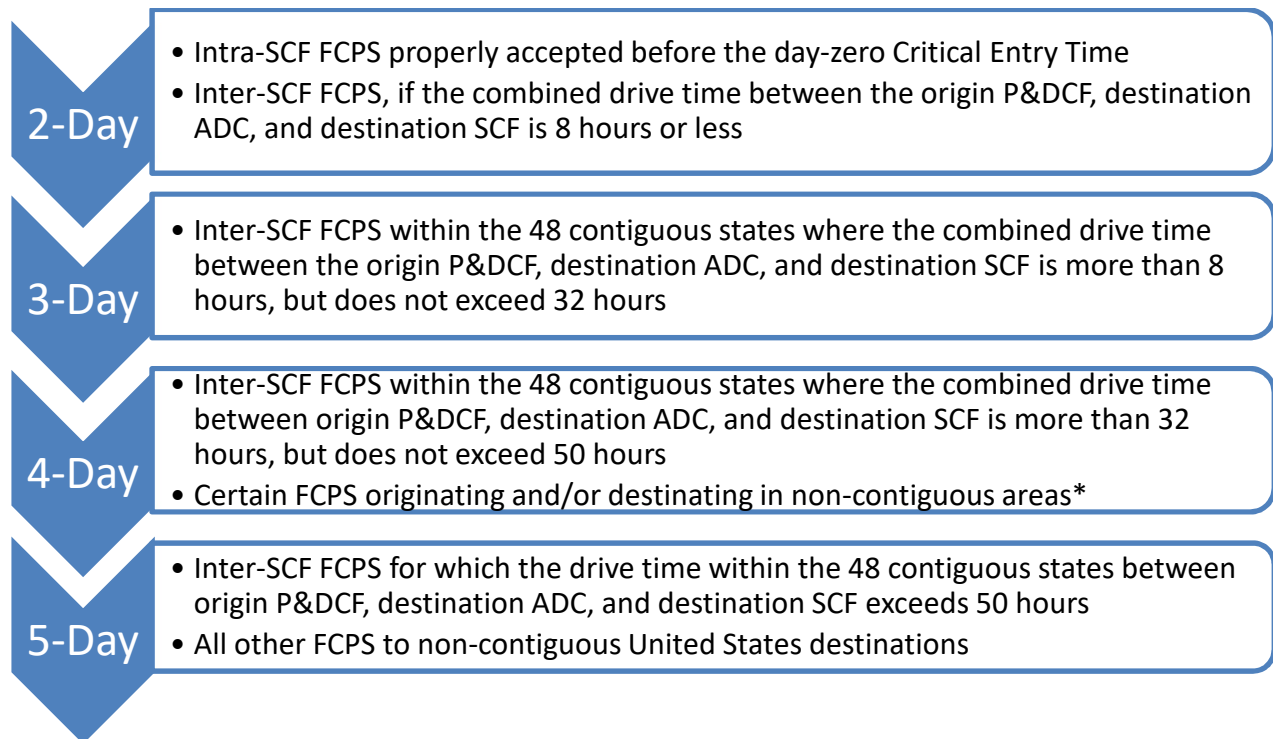 2-Day
• Intra-SCF FCPS properly accepted before the day-zero Critical Entry Time
• Inter-SCF FCPS, if the combined drive time between the origin P&DCF, destination
ADC, and destination SCF is 8 hours or less
3-Day
• Inter-SCF FCPS within the 48 contiguous states where the combined drive time
between the origin P&DCF, destination ADC, and destination SCF is more than 8
hours, but does not exceed 32 hours
4-Day
• Inter-SCF FCPS within the 48 contiguous states where the combined drive time
between origin P&DCF, destination ADC, and destination SCF is more than 32
hours, but does not exceed 50 hours
• Certain FCPS originating and/or destinating in non-contiguous areas*
5-Day
• Inter-SCF FCPS for which the drive time within the 48 contiguous states between
origin P&DCF, destination ADC, and destination SCF exceeds 50 hours
• All other FCPS to non-contiguous United States destinations